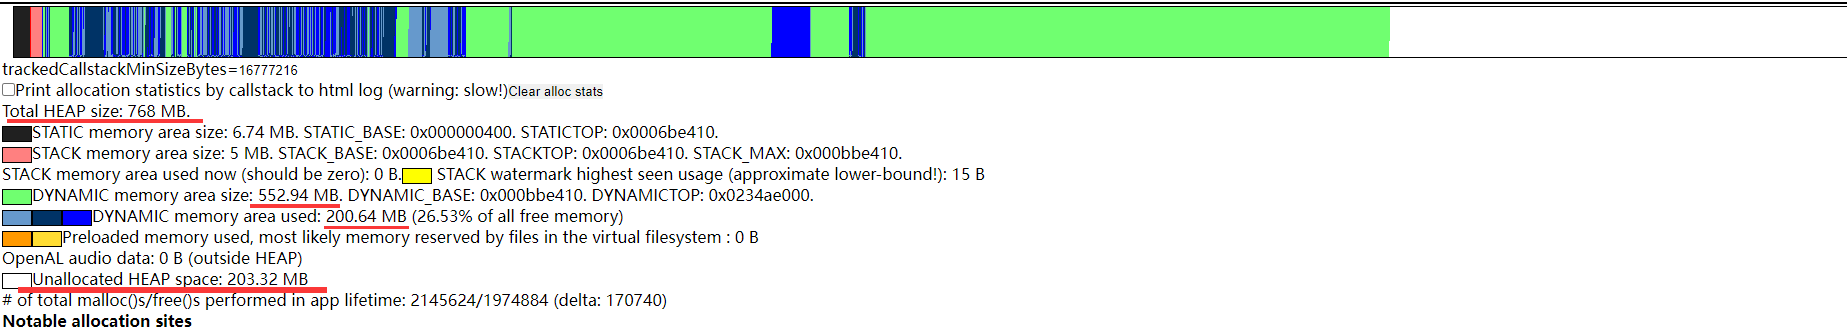 trackedCallstackMinSizeBytes=16777216
Print allocation statistics by callstack to html log (warning: slow!)Clear alloc stats
Total HEAP size: 768 MB.
STATIC memory area size: 6.74 MB. STATIC_BASE: 0x000000400. STATICTOP: 0x0006be410.
STACK memory area size: 5 MB. STACK_BASE: 0x0006be410. STACKTOP: 0x0006be410. STACK_MAX: 0x000bbe410.
STACK memory area used now (should be zero): 0 B. STACK watermark highest seen usage (approximate lower-bound!): 15 B
DYNAMIC memory area size: 552.94 MB. DYNAMIC_BASE: 0x000bbe410. DYNAMICTOP: 0x0234ae000.
DYNAMIC memory area used: 200.64 MB (26.53% of all free memory)
Preloaded memory used, most likely memory reserved by files in the virtual filesystem : 0 B
OpenAL audio data: 0 B (outside HEAP)
Unallocated HEAP space: 203.32 MB
# of total malloc()s/free()s performed in app lifetime: 2145624/1974884 (delta: 170740)
Notable allocation sites